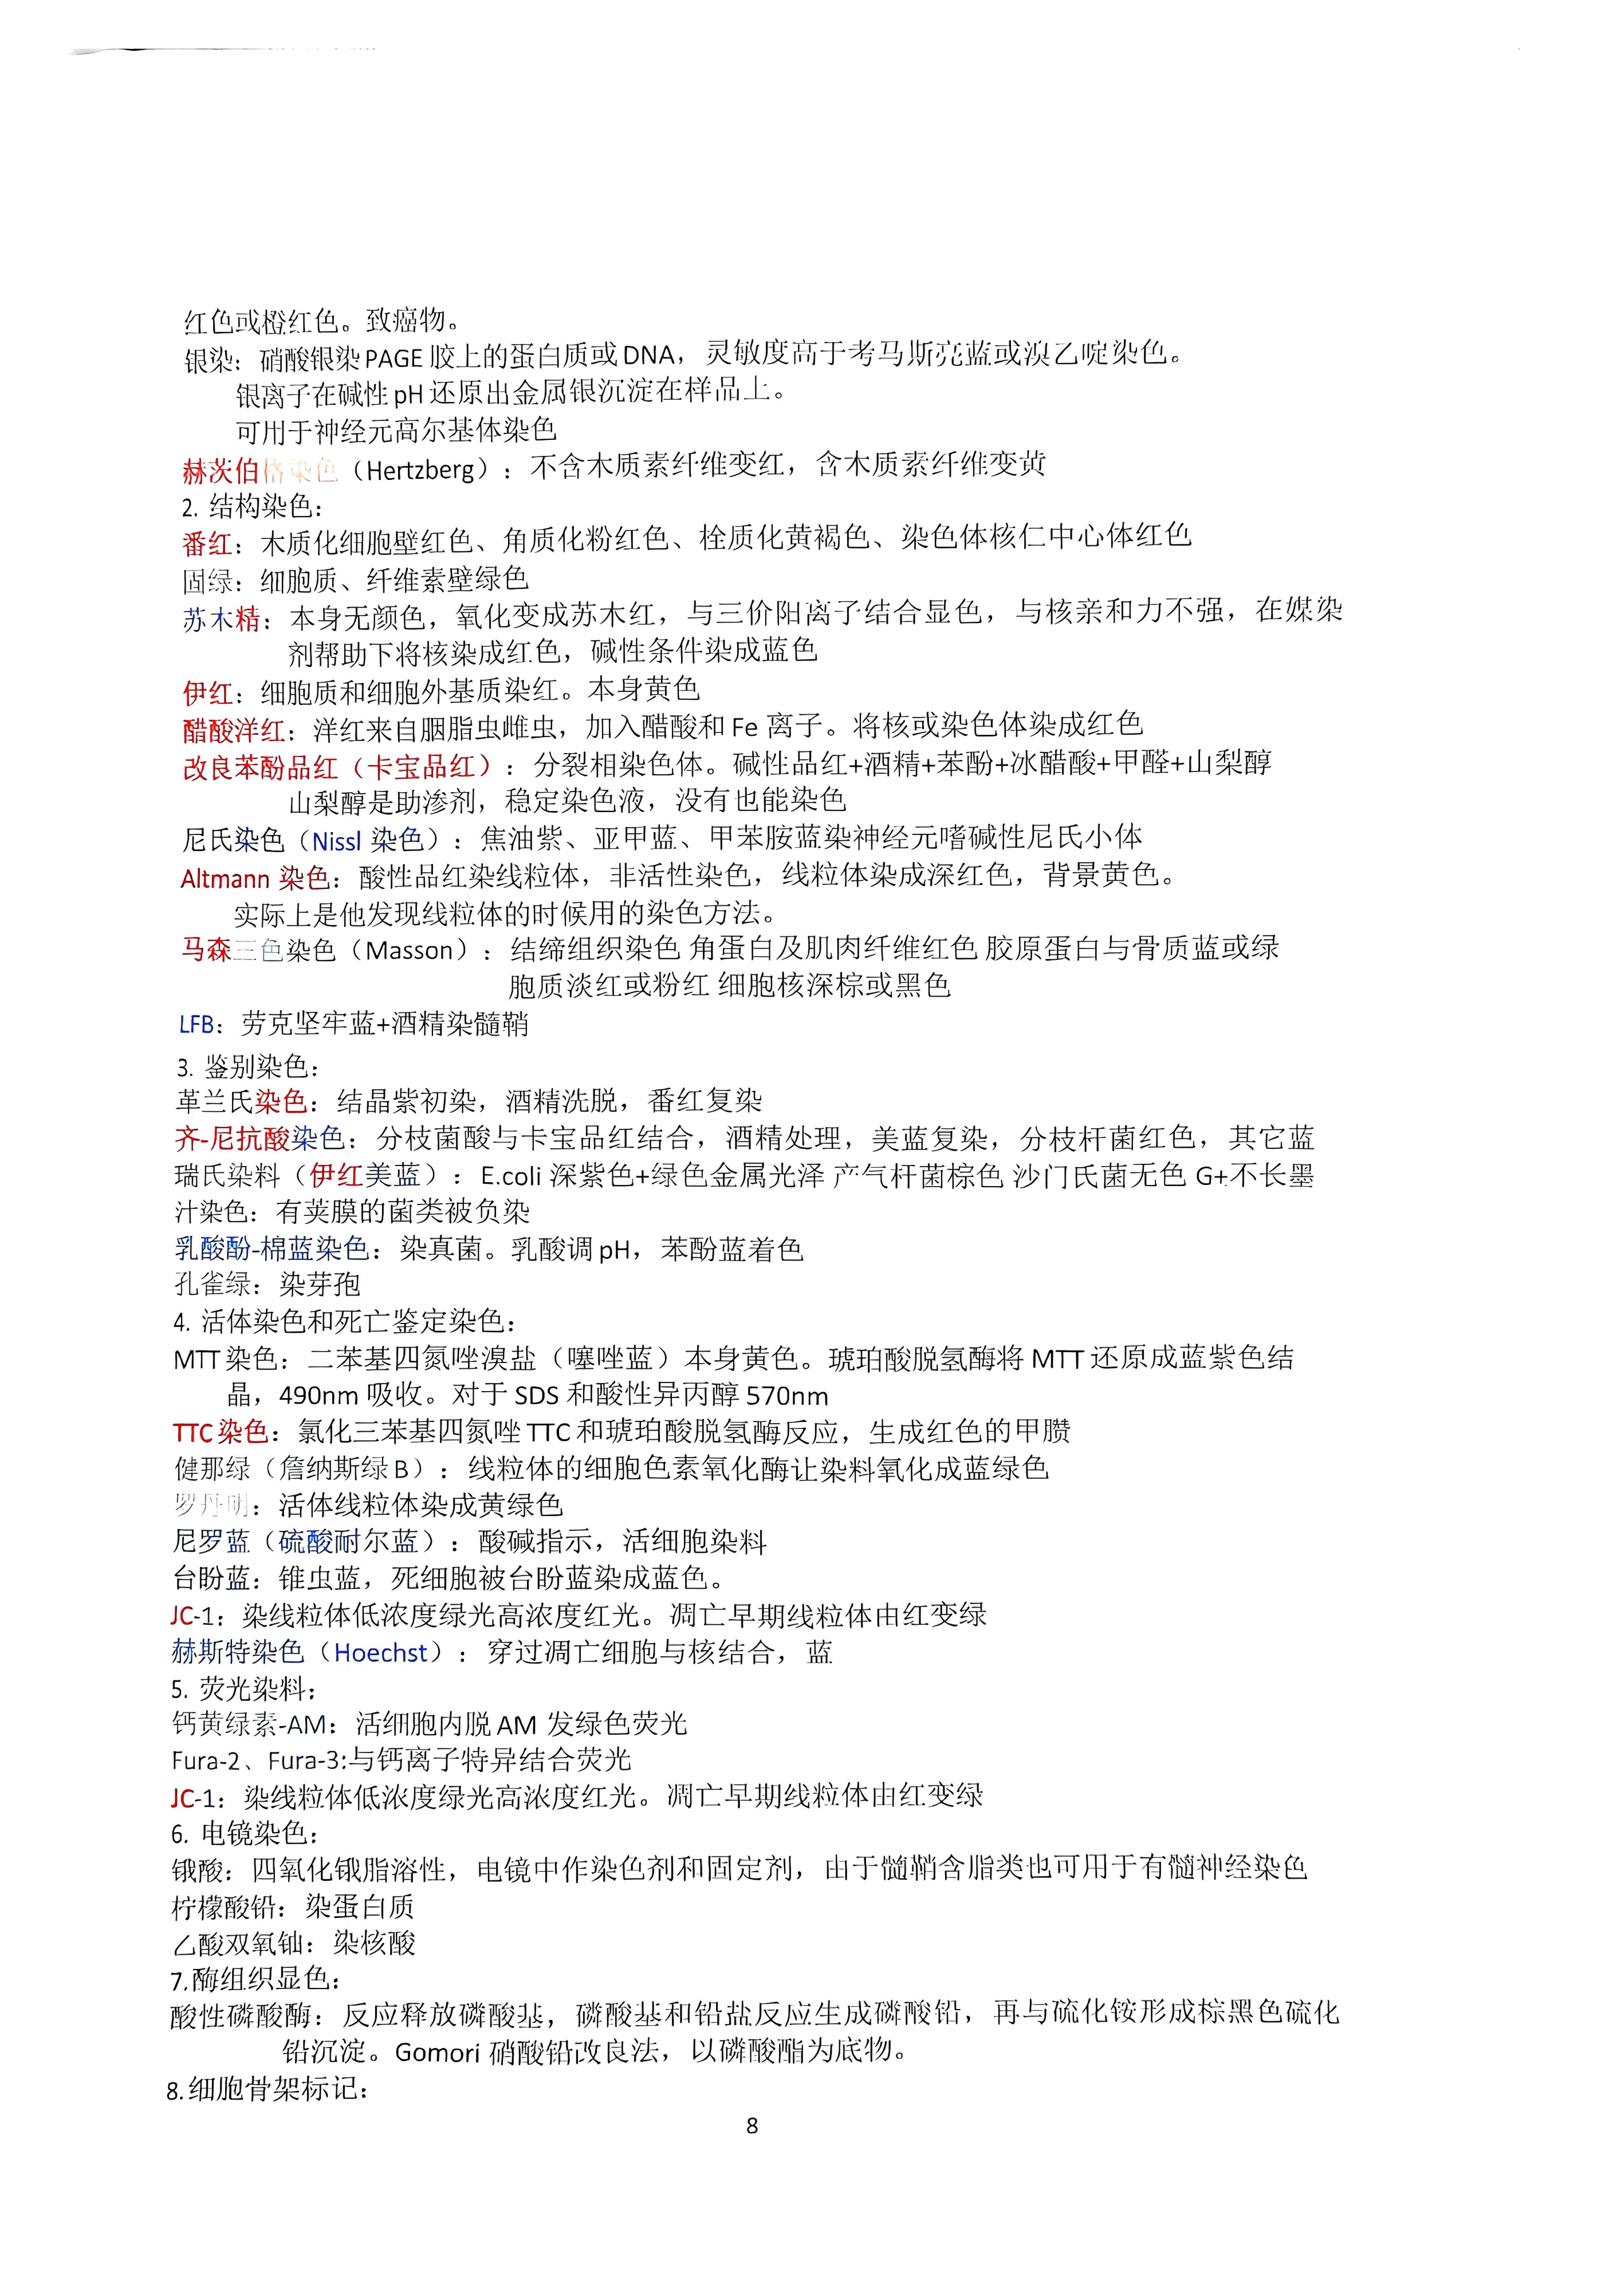 红色或橙红色。致癌物。
银染：硝酸银染PAGE 胶上的蛋白质或DNA，灵敏度高于考马斯亮蓝或溴乙啶染色。
银离子在碱性pH还原出金属银沉淀在样品上。
可用于神经元高尔基体染色
赫茨伯格染色（Hertzberg）：不含木质素纤维变红，含木质素纤维变黄
2. 结构染色：
番红：木质化细胞壁红色、角质化粉红色、栓质化黄褐色、染色体核仁中心体红色
固绿：细胞质、纤维素壁绿色
苏木精：本身无颜色，氧化变成苏木红，与三价阳离子结合显色，与核亲和力不强，在媒染
剂帮助下将核染成红色，碱性条件染成蓝色
伊红：细胞质和细胞外基质染红。本身黄色
醋酸洋红：洋红来自胭脂虫雌虫，加入醋酸和Fe 离子。将核或染色体染成红色
改良苯酚品红（卡宝品红）：分裂相染色体。碱性品红+酒精+苯酚+冰醋酸+甲醛+山梨醇
山梨醇是助渗剂，稳定染色液，没有也能染色
尼氏染色（Nissl 染色）：焦油紫、亚甲蓝、甲苯胺蓝染神经元嗜碱性尼氏小体
Altmann 染色：酸性品红染线粒体，非活性染色，线粒体染成深红色，背景黄色。
实际上是他发现线粒体的时候用的染色方法。
马森三色染色（Masson）：结缔组织染色 角蛋白及肌肉纤维红色 胶原蛋白与骨质蓝或绿
胞质淡红或粉红 细胞核深棕或黑色
LFB：劳克坚牢蓝+酒精染髓鞘
3. 鉴别染色：
革兰氏染色：结晶紫初染，酒精洗脱，番红复染
齐-尼抗酸染色：分枝菌酸与卡宝品红结合，酒精处理，美蓝复染，分枝杆菌红色，其它蓝
瑞氏染料（伊红美蓝）：E.coli 深紫色+绿色金属光泽 产气杆菌棕色 沙门氏菌无色 G+不长墨
汁染色：有荚膜的菌类被负染
乳酸酚-棉蓝染色：染真菌。乳酸调pH，苯酚蓝着色
孔雀绿：染芽孢
4. 活体染色和死亡鉴定染色：
MTT染色：二苯基四氮唑溴盐（噻唑蓝）本身黄色。琥珀酸脱氢酶将MTT还原成蓝紫色结
晶，490nm 吸收。对于 SDS 和酸性异丙醇 570nm
TTC染色：氯化三苯基四氮唑TTC和琥珀酸脱氢酶反应，生成红色的甲臜
健那绿（詹纳斯绿B）：线粒体的细胞色素氧化酶让染料氧化成蓝绿色
罗丹明：活体线粒体染成黄绿色
尼罗蓝（硫酸耐尔蓝）：酸碱指示，活细胞染料
台盼蓝：锥虫蓝，死细胞被台盼蓝染成蓝色。
JC-1：染线粒体低浓度绿光高浓度红光。凋亡早期线粒体由红变绿
赫斯特染色（Hoechst）：穿过凋亡细胞与核结合，蓝
5. 荧光染料：
钙黄绿素-AM：活细胞内脱AM 发绿色荧光
Fura-2、Fura-3:与钙离子特异结合荧光
JC-1：染线粒体低浓度绿光高浓度红光。凋亡早期线粒体由红变绿
6. 电镜染色：
锇酸：四氧化锇脂溶性，电镜中作染色剂和固定剂，由于髓鞘含脂类也可用于有髓神经染色
柠檬酸铅：染蛋白质
乙酸双氧铀：染核酸
7.酶组织显色：
酸性磷酸酶：反应释放磷酸基，磷酸基和铅盐反应生成磷酸铅，再与硫化铵形成棕黑色硫化
铅沉淀。Gomori 硝酸铅改良法，以磷酸酯为底物。
8.细胞骨架标记：
8